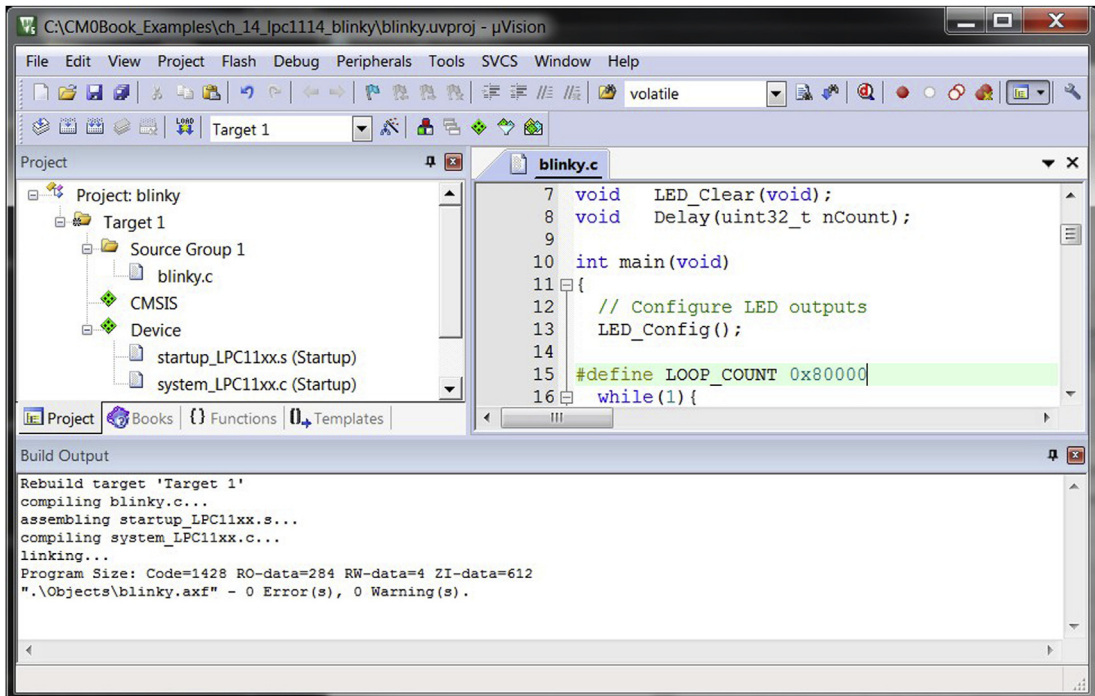 C:\CM0Book_Examples\ch_14_lpc1114_blinky\blinky.uvproj - µVision
File Edit View Project Flash Debug Peripherals Tools SVCS Window Help
volatile
LOAD
Target 1
Project
Project: blinky
Target 1
Source Group 1
blinky.c
CMSIS
Device
startup_LPC11xx.s (Startup)
system_LPC11xx.c (Startup)
Project Books {} Functions Templates
blinky.c
7 void LED_Clear(void);
8 void Delay(uint32_t nCount);
9
10 int main(void)
11 {
12 // Configure LED outputs
13 LED_Config();
14
15 #define LOOP_COUNT 0x80000
16 while(1){
Build Output
Rebuild target 'Target 1'
compiling blinky.c...
assembling startup_LPC11xx.s...
compiling system_LPC11xx.c...
linking...
Program Size: Code=1428 RO-data=284 RW-data=4 ZI-data=612
".\Objects\blinky.axf" - 0 Error(s), 0 Warning(s).